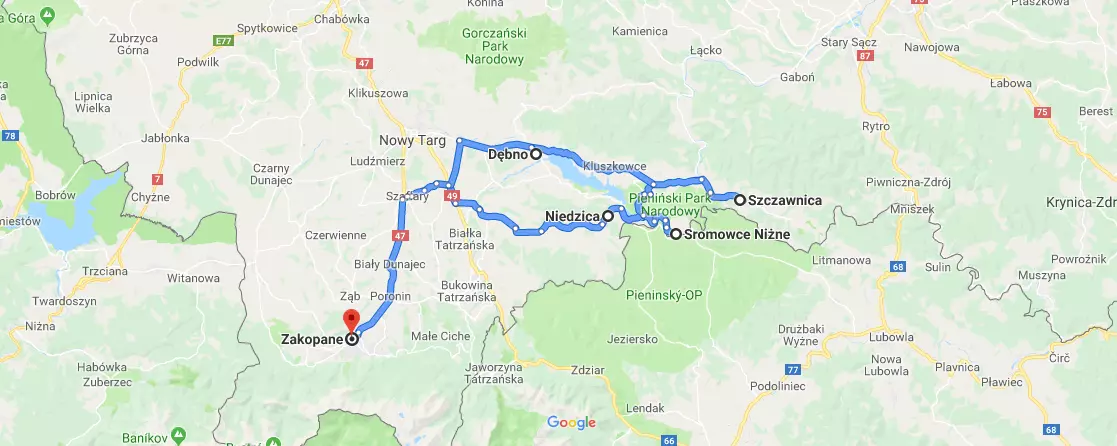 Góra
Spytkowice
Chabówka
Konina
Kamienica
Łącko
Stary Sącz
Nawojowa
Ptaszkowa
Zubrzyca
Górna
E77
Podwilk
47
Klikuszowa
Gorczański
Park
Narodowy
87
Gaboń
Łabowa
75
Berest
Lipnica
Wielka
78
Jabłonka
Nowy Targ
Ludźmierz
Dębno
Kluszkowce
Rytro
Piwniczna-Zdrój
Bobrów
7
Chyżne
Czarny
Dunajec
Szaflary
49
Niedzica
Pieniński Park
Narodowy
Szczawnica
Mniszek
Krynica-Zdrój
Czerwienne
47
Białka
Tatrzańska
Sromowce Niżne
Litmanowa
68
Sulin
Powroźnik
Muszyna
Trzciana
Witanowa
Biały Dunajec
Twardoszyn
Ząb
Poronin
Bukowina
Tatrzańska
Pieninský-OP
Niżna
Zakopane
Małe Ciche
Jeziersko
Drużbaki
Wyżne
Lubowla
Čirč
Habówka
Zuberzec
Jaworzyna
Tatrzańska
Zdziar
77
Podoliniec
Nowa
Lubowla
Plavnica
Pławiec
Lendak
66
68
Baníkov
Google